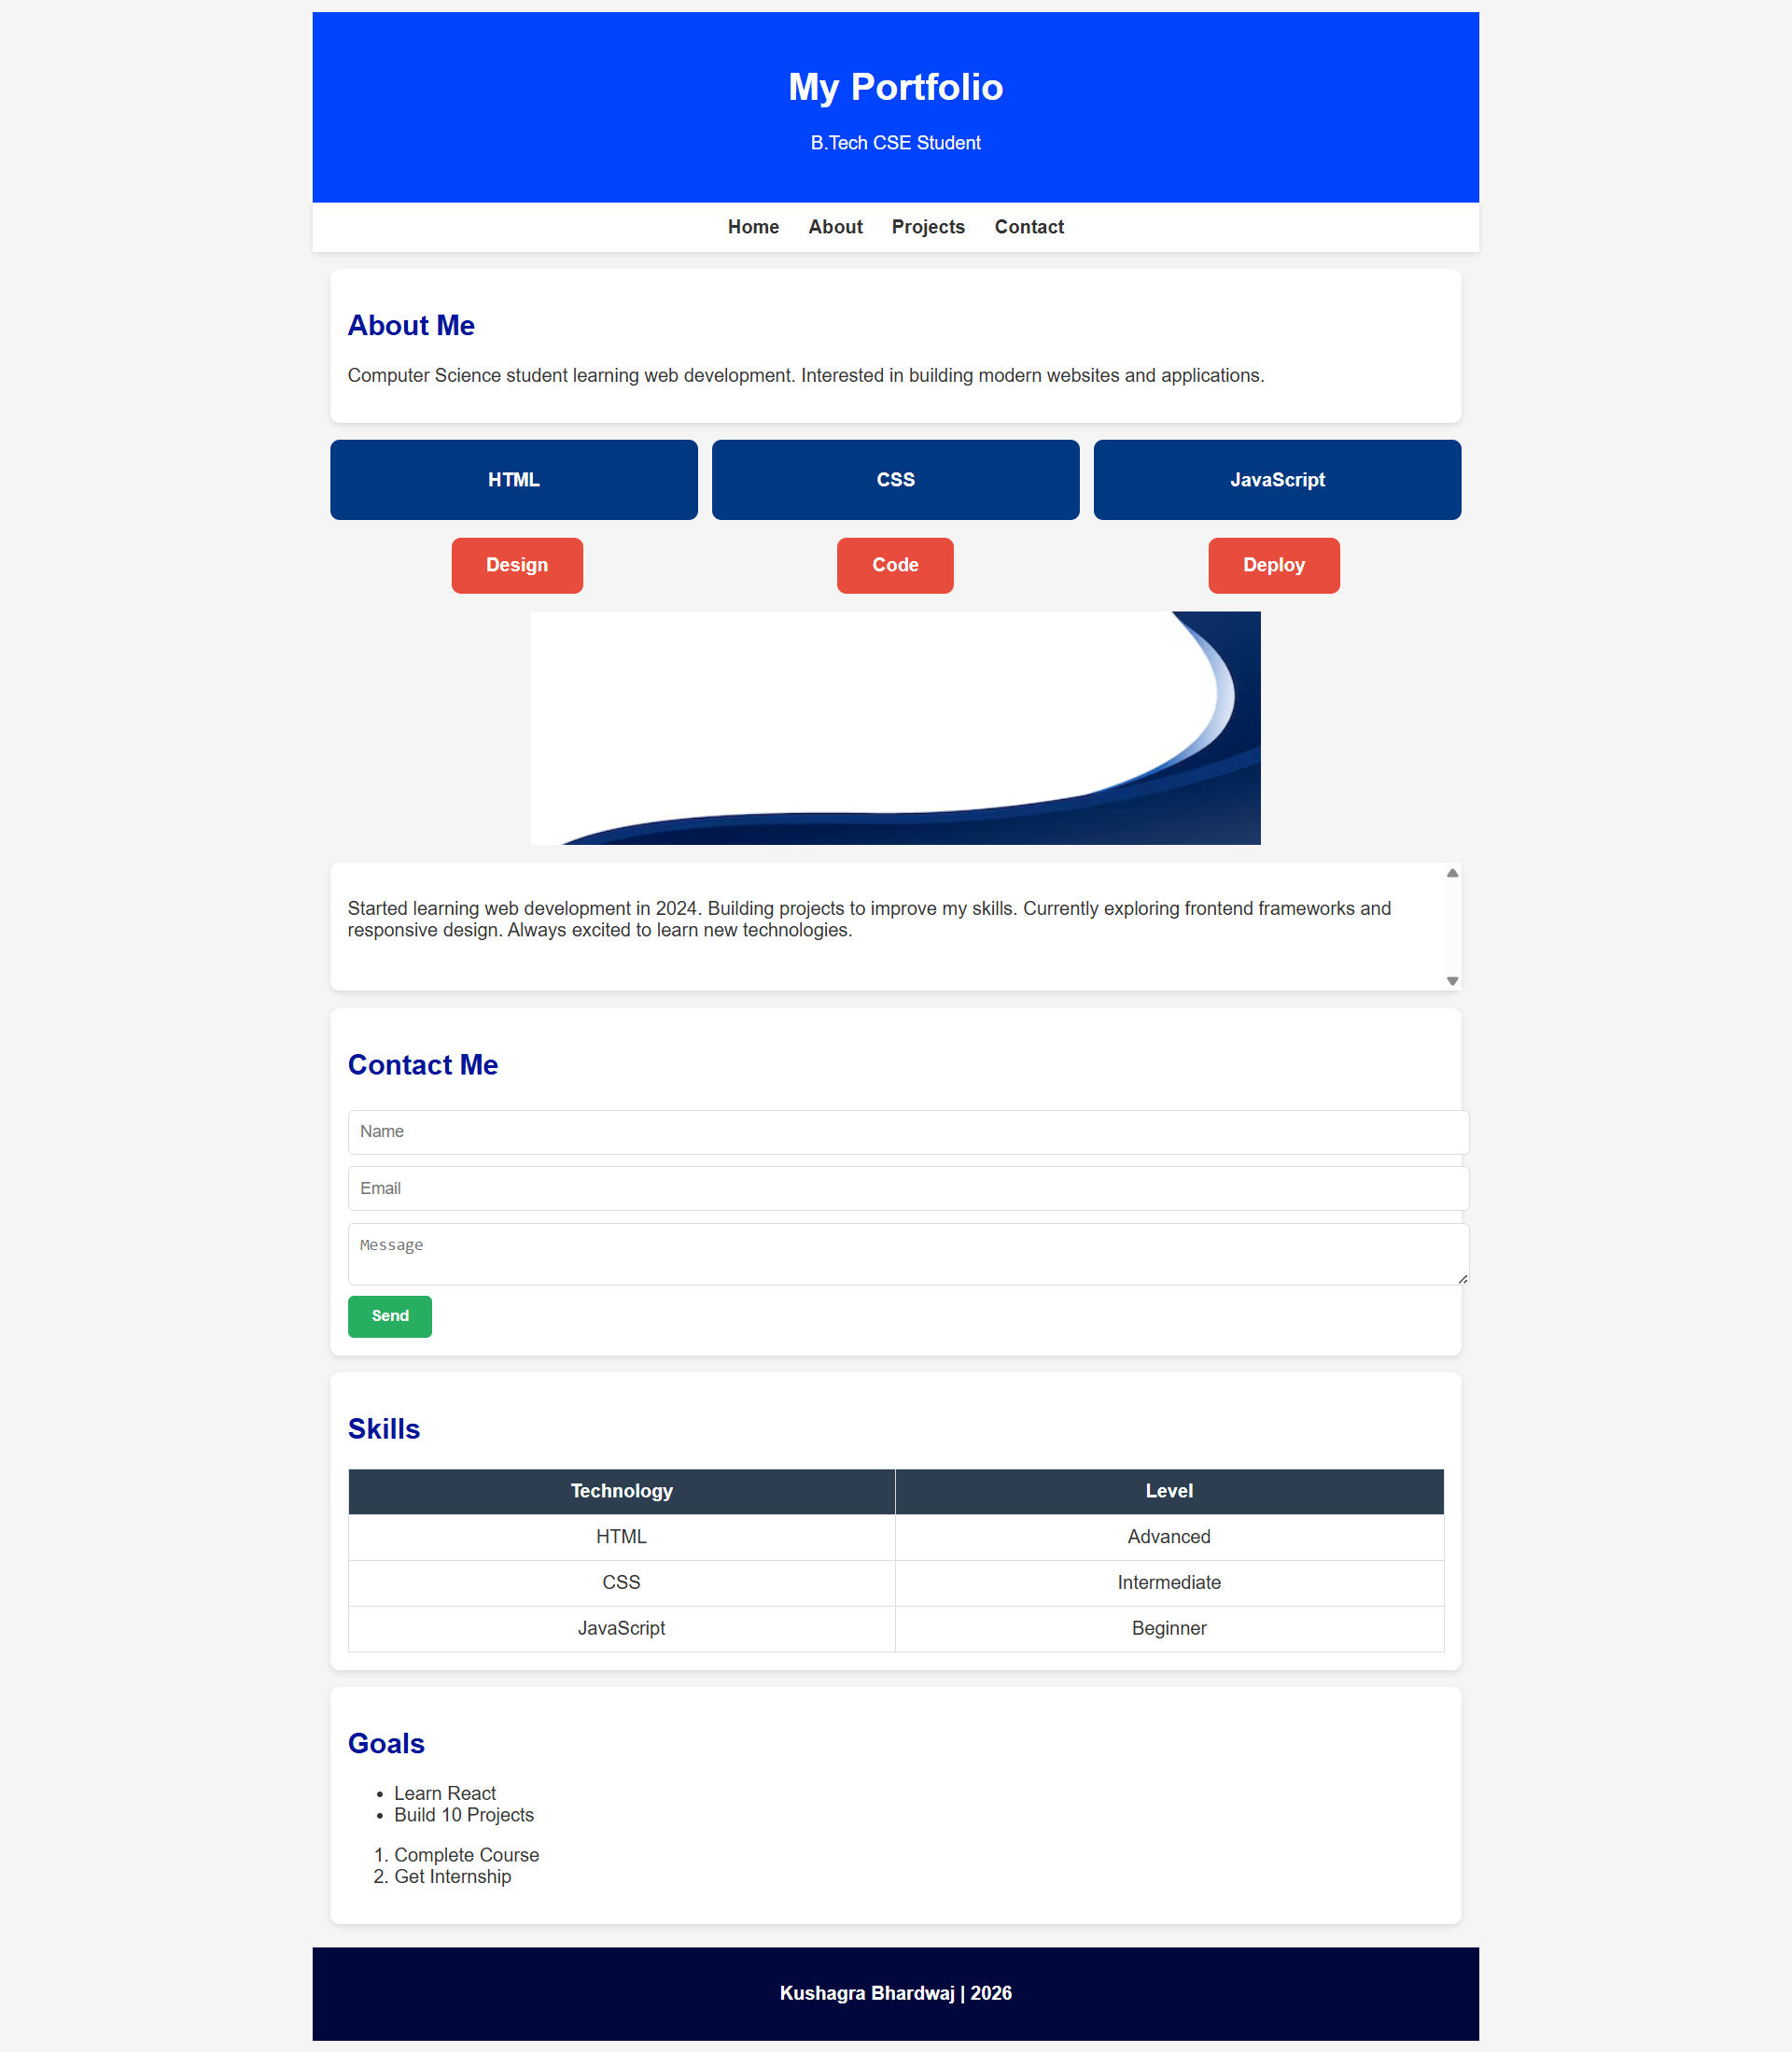 My Portfolio
B.Tech CSE Student
Home About Projects Contact
About Me
Computer Science student learning web development. Interested in building modern websites and applications.
HTML CSS JavaScript
Design Code Deploy
Started learning web development in 2024. Building projects to improve my skills. Currently exploring frontend frameworks and
responsive design. Always excited to learn new technologies.
Contact Me
Name
Email
Message
Send
Skills
Technology Level
HTML Advanced
CSS Intermediate
JavaScript Beginner
Goals
• Learn React
• Build 10 Projects
1. Complete Course
2. Get Internship
Kushagra Bhardwaj | 2026